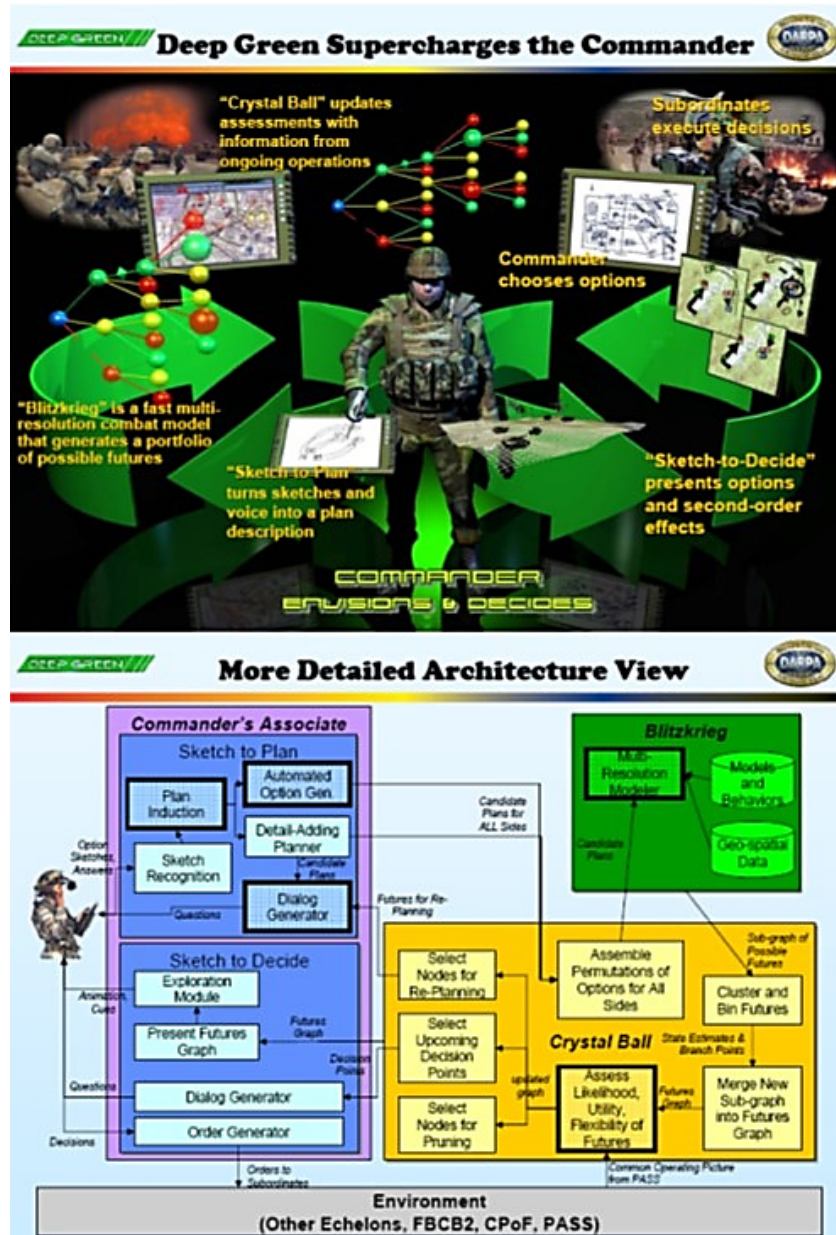 DEEP GREEN
Deep Green Supercharges the Commander
DARPA
"Crystal Ball" updates
assessments with
information from
ongoing operations
Subordinates
execute decisions
Commander
chooses options
"Blitzkrieg" is a fast multi-
resolution combat model
that generates a portfolio
of possible futures
"Sketch to Plan"
turns sketches and
voice into a plan
description
"Sketch-to-Decide"
presents options
and second-order
effects
COMMANDER
ENVISIONS & DECIDES
DEEP GREEN
More Detailed Architecture View
DARPA
Commander's Associate
Sketch to Plan
Plan
Induction
Automated
Option Gen.
Detail-Adding
Planner
Sketch
Recognition
Candidate
Plans
Dialog
Generator
Option
Sketches,
Answers
Questions
Sketch to Decide
Exploration
Module
Present Futures
Graph
Dialog Generator
Order Generator
Animation,
Cues
Questions
Decisions
Orders to
Subordinates
Candidate
Plans for
ALL Sides
Futures for Re-
Planning
Futures
Graph
Decision
Points
Blitzkrieg
Multi-
Resolution
Modeler
Models
and
Behaviors
Geo-spatial
Data
Candidate
Plans
Sub-graph of
Possible
Futures
Select
Nodes for
Re-Planning
Select
Upcoming
Decision
Points
Select
Nodes for
Pruning
Assemble
Permutations of
Options for All
Sides
Cluster and
Bin Futures
Crystal Ball
State Estimates &
Branch Points
updated
graph
Assess
Likelihood,
Utility,
Flexibility of
Futures
Futures
Graph
Merge New
Sub-graph
into Futures
Graph
Common Operating Picture
from PASS
Environment
(Other Echelons, FBCB2, CPoF, PASS)